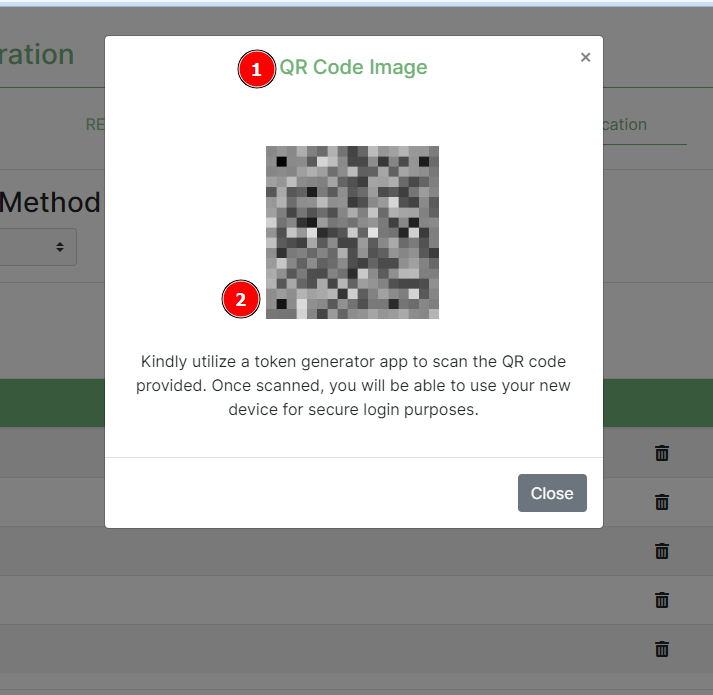 ration
1 QR Code Image ×
RE
cation
Method
2
Kindly utilize a token generator app to scan the QR code
provided. Once scanned, you will be able to use your new
device for secure login purposes.
Close